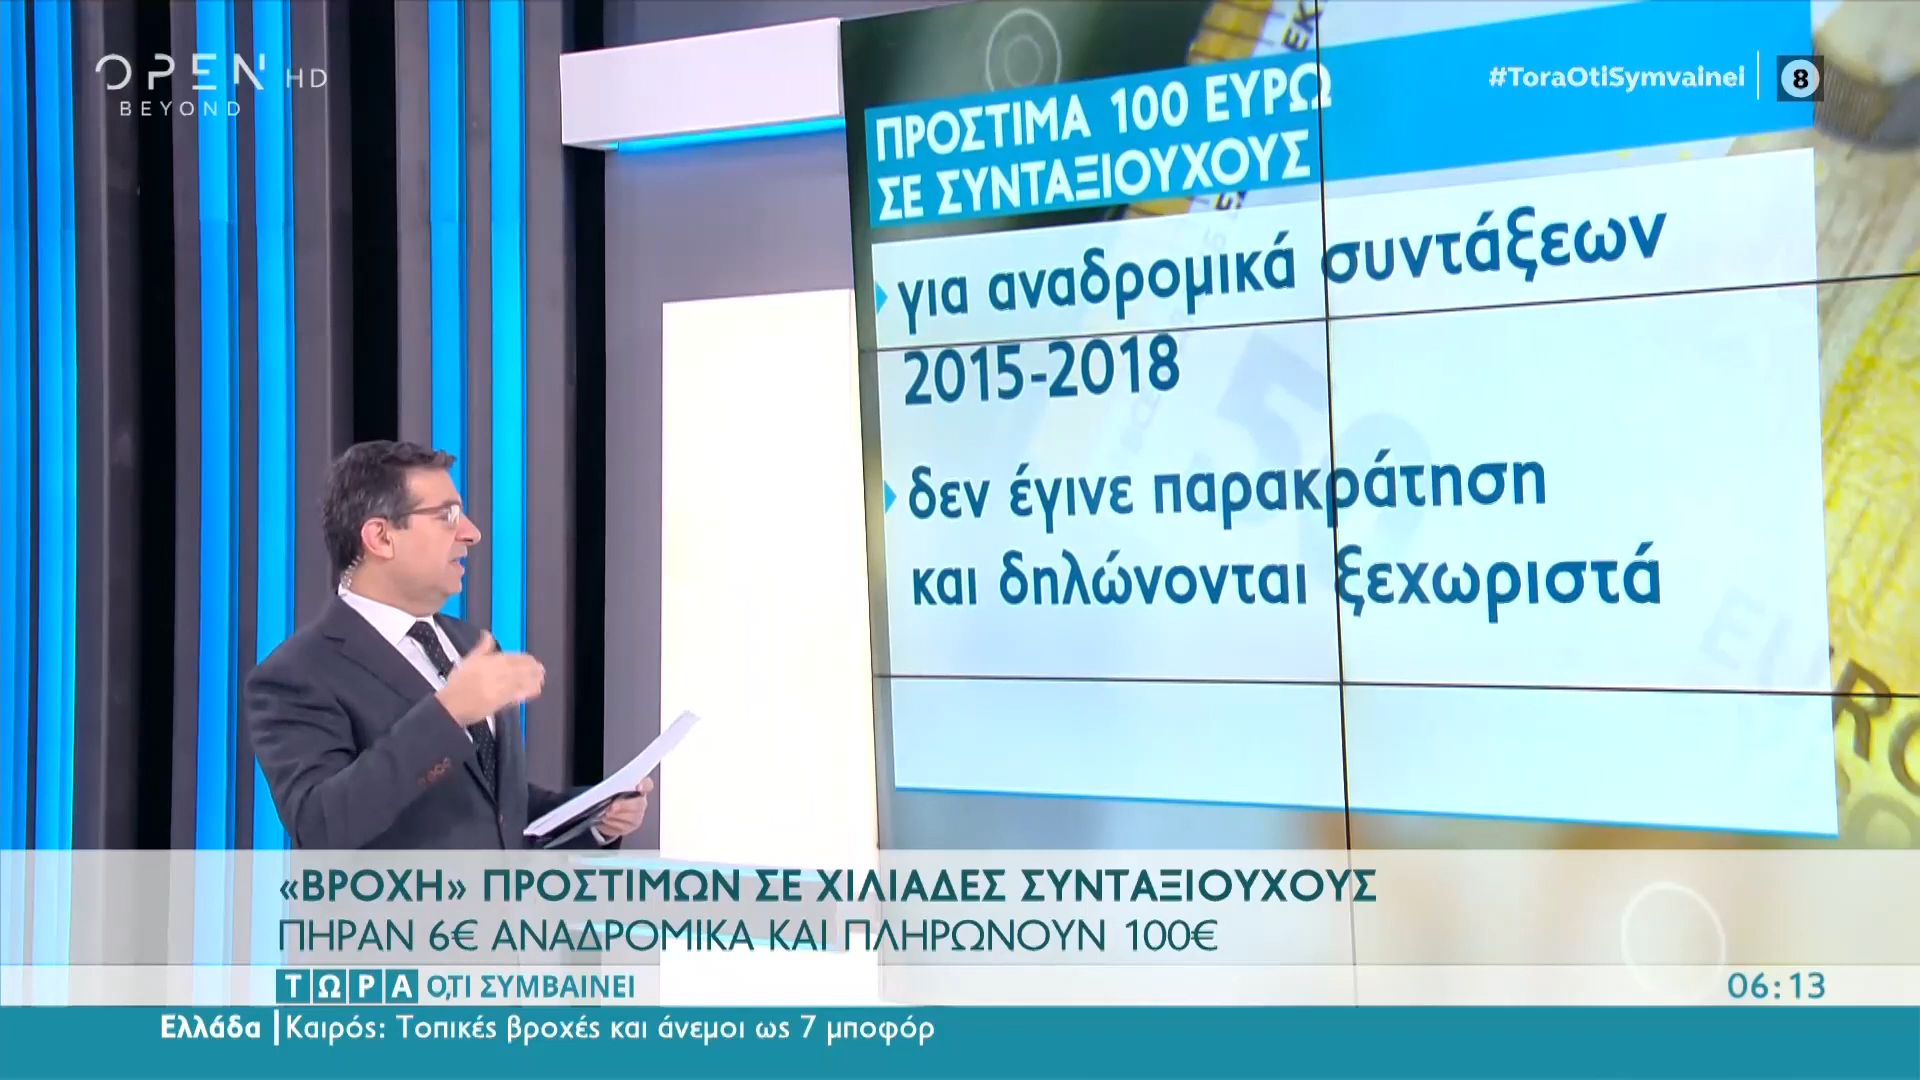 OPEN HD
BEYOND
#ToraOtiSymvainei
8
ΠΡΟΣΤΙΜΑ 100 ΕΥΡΩ
ΣΕ ΣΥΝΤΑΞΙΟΥΧΟΥΣ
για αναδρομικά συντάξεων
2015-2018
δεν έγινε παρακράτηση
και δηλώνονται ξεχωριστά
«ΒΡΟΧΗ» ΠΡΟΣΤΙΜΩΝ ΣΕ ΧΙΛΙΑΔΕΣ ΣΥΝΤΑΞΙΟΥΧΟΥΣ
ΠΗΡΑΝ 6€ ΑΝΑΔΡΟΜΙΚΑ ΚΑΙ ΠΛΗΡΩΝΟΥΝ 100€
ΤΩΡΑ Ο,ΤΙ ΣΥΜΒΑΙΝΕΙ
06:13
Ελλάδα | Καιρός: Τοπικές βροχές και άνεμοι ως 7 μποφόρ